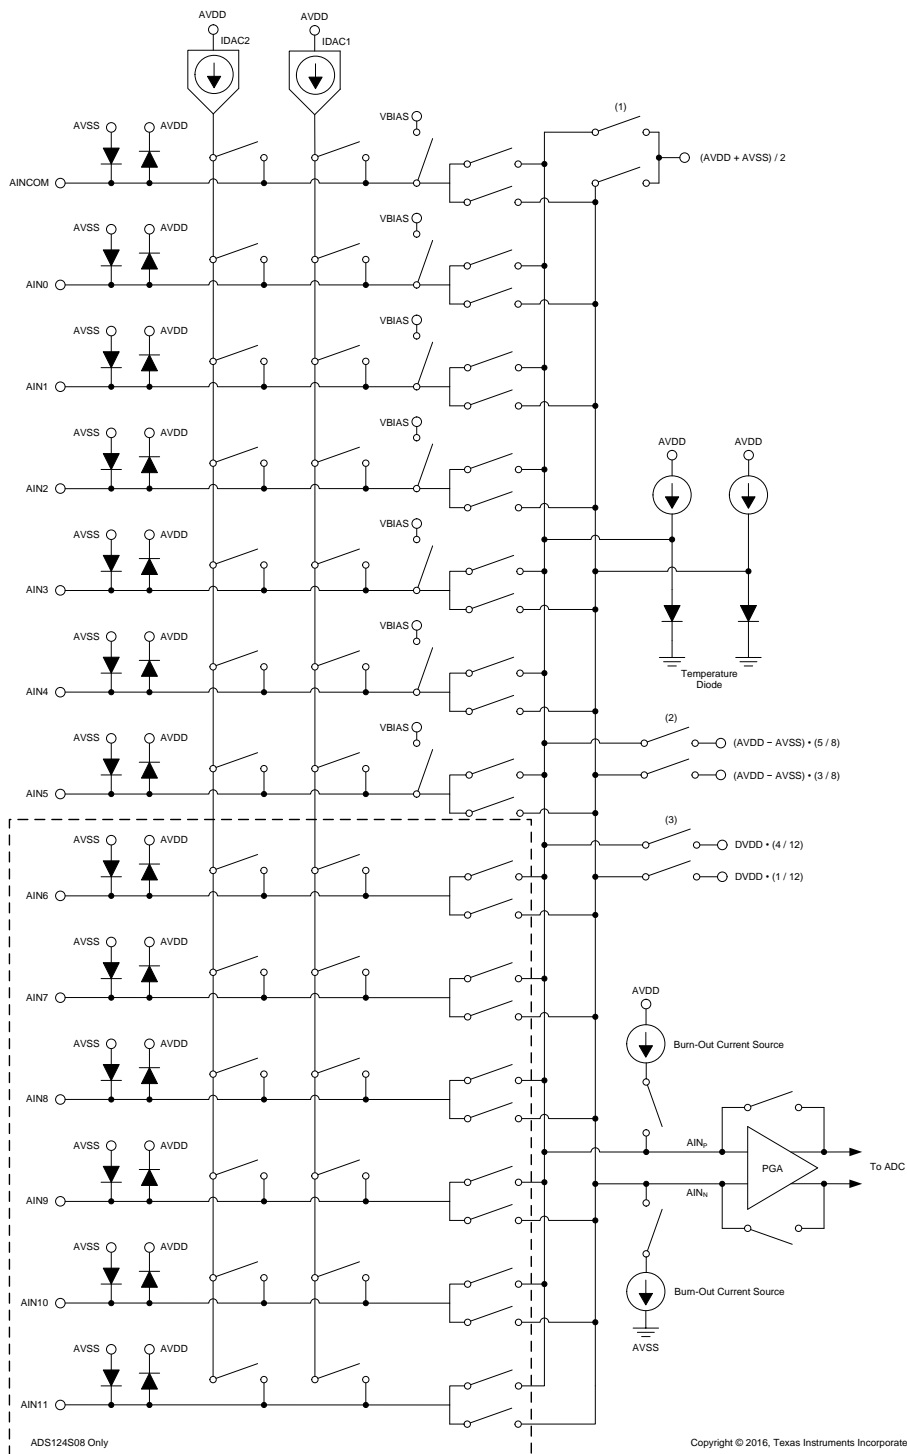 AVDD
AVDD
IDAC2
IDAC1
AVSS
AVDD
VBIAS
(1)
(AVDD + AVSS) / 2
AINCOM
AVSS
AVDD
VBIAS
AIN0
AVSS
AVDD
VBIAS
AIN1
AVSS
AVDD
VBIAS
AIN2
AVDD
AVDD
AVSS
AVDD
VBIAS
AIN3
AVSS
AVDD
VBIAS
AIN4
Temperature
Diode
AVSS
AVDD
VBIAS
AIN5
(2)
(AVDD − AVSS) • (5 / 8)
(AVDD − AVSS) • (3 / 8)
(3)
DVDD • (4 / 12)
DVDD • (1 / 12)
AVSS
AVDD
AIN6
AVSS
AVDD
AIN7
AVDD
Burn-Out Current Source
AVSS
AVDD
AIN8
AVSS
AVDD
AIN9
AINP
PGA
To ADC
AINN
AVSS
AVDD
AIN10
Burn-Out Current Source
AVSS
AVSS
AVDD
AIN11
ADS124S08 Only
Copyright © 2016, Texas Instruments Incorporate